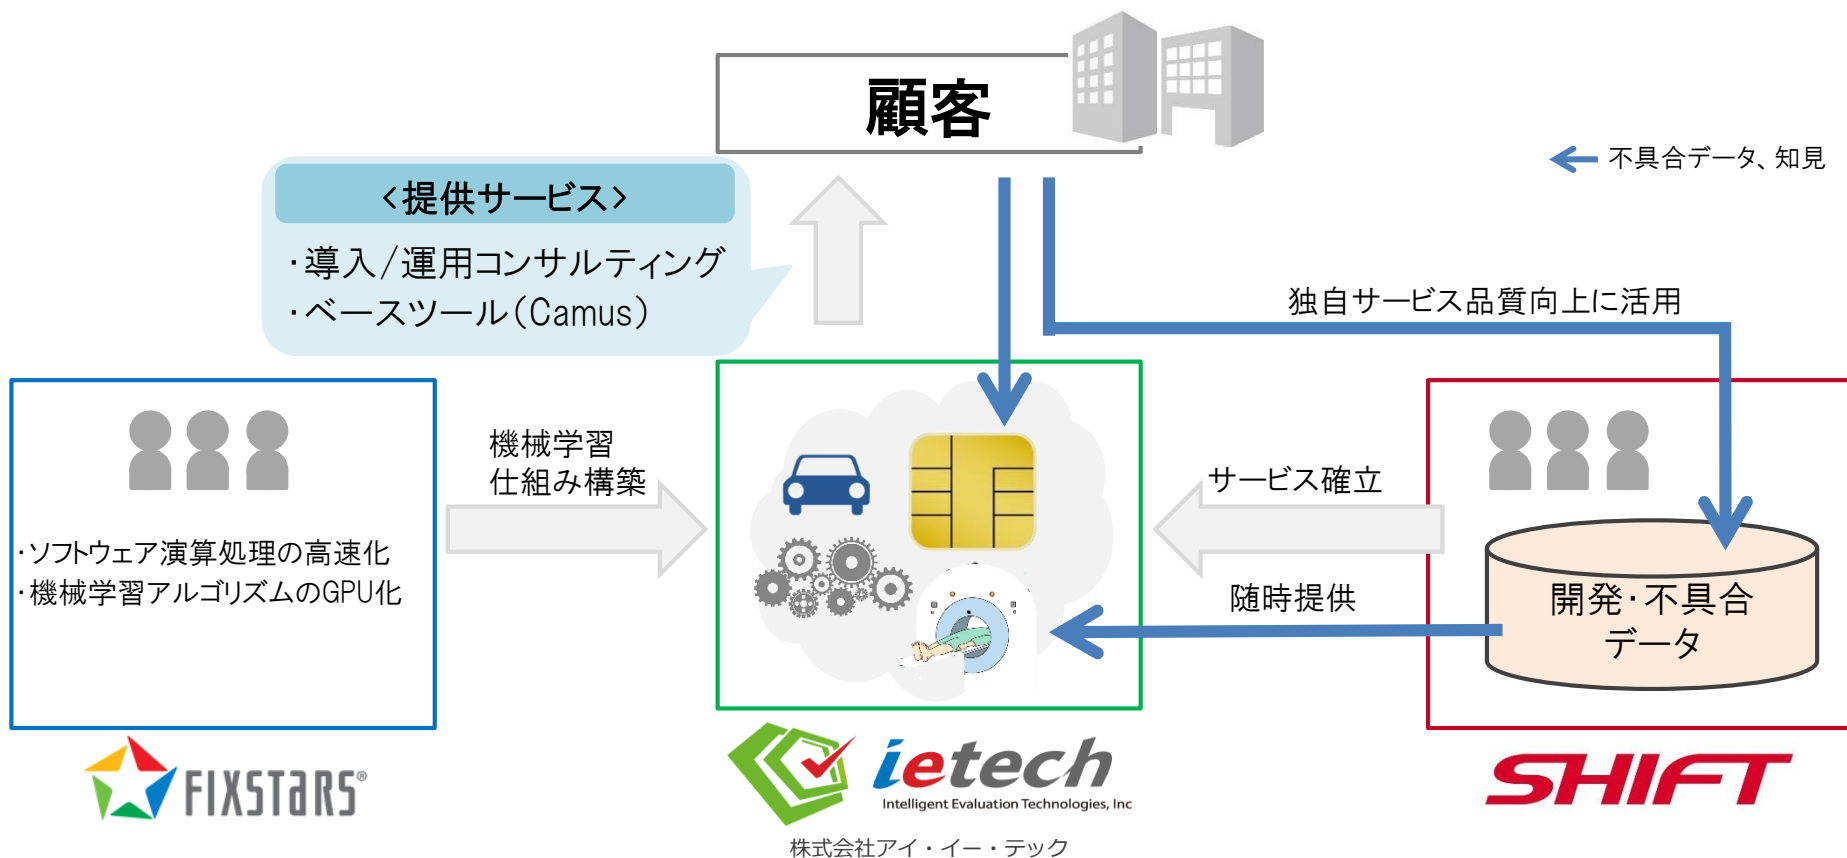 顧客
不具合データ、知見
<提供サービス>
・導入/運用コンサルティング
・ベースツール(Camus)
独自サービス品質向上に活用
機械学習
仕組み構築
サービス確立
・ソフトウェア演算処理の高速化
・機械学習アルゴリズムのGPU化
随時提供
開発・不具合
データ
FIXSTARS®
ietech
Intelligent Evaluation Technologies, Inc
株式会社アイ・イー・テック
SHIFT